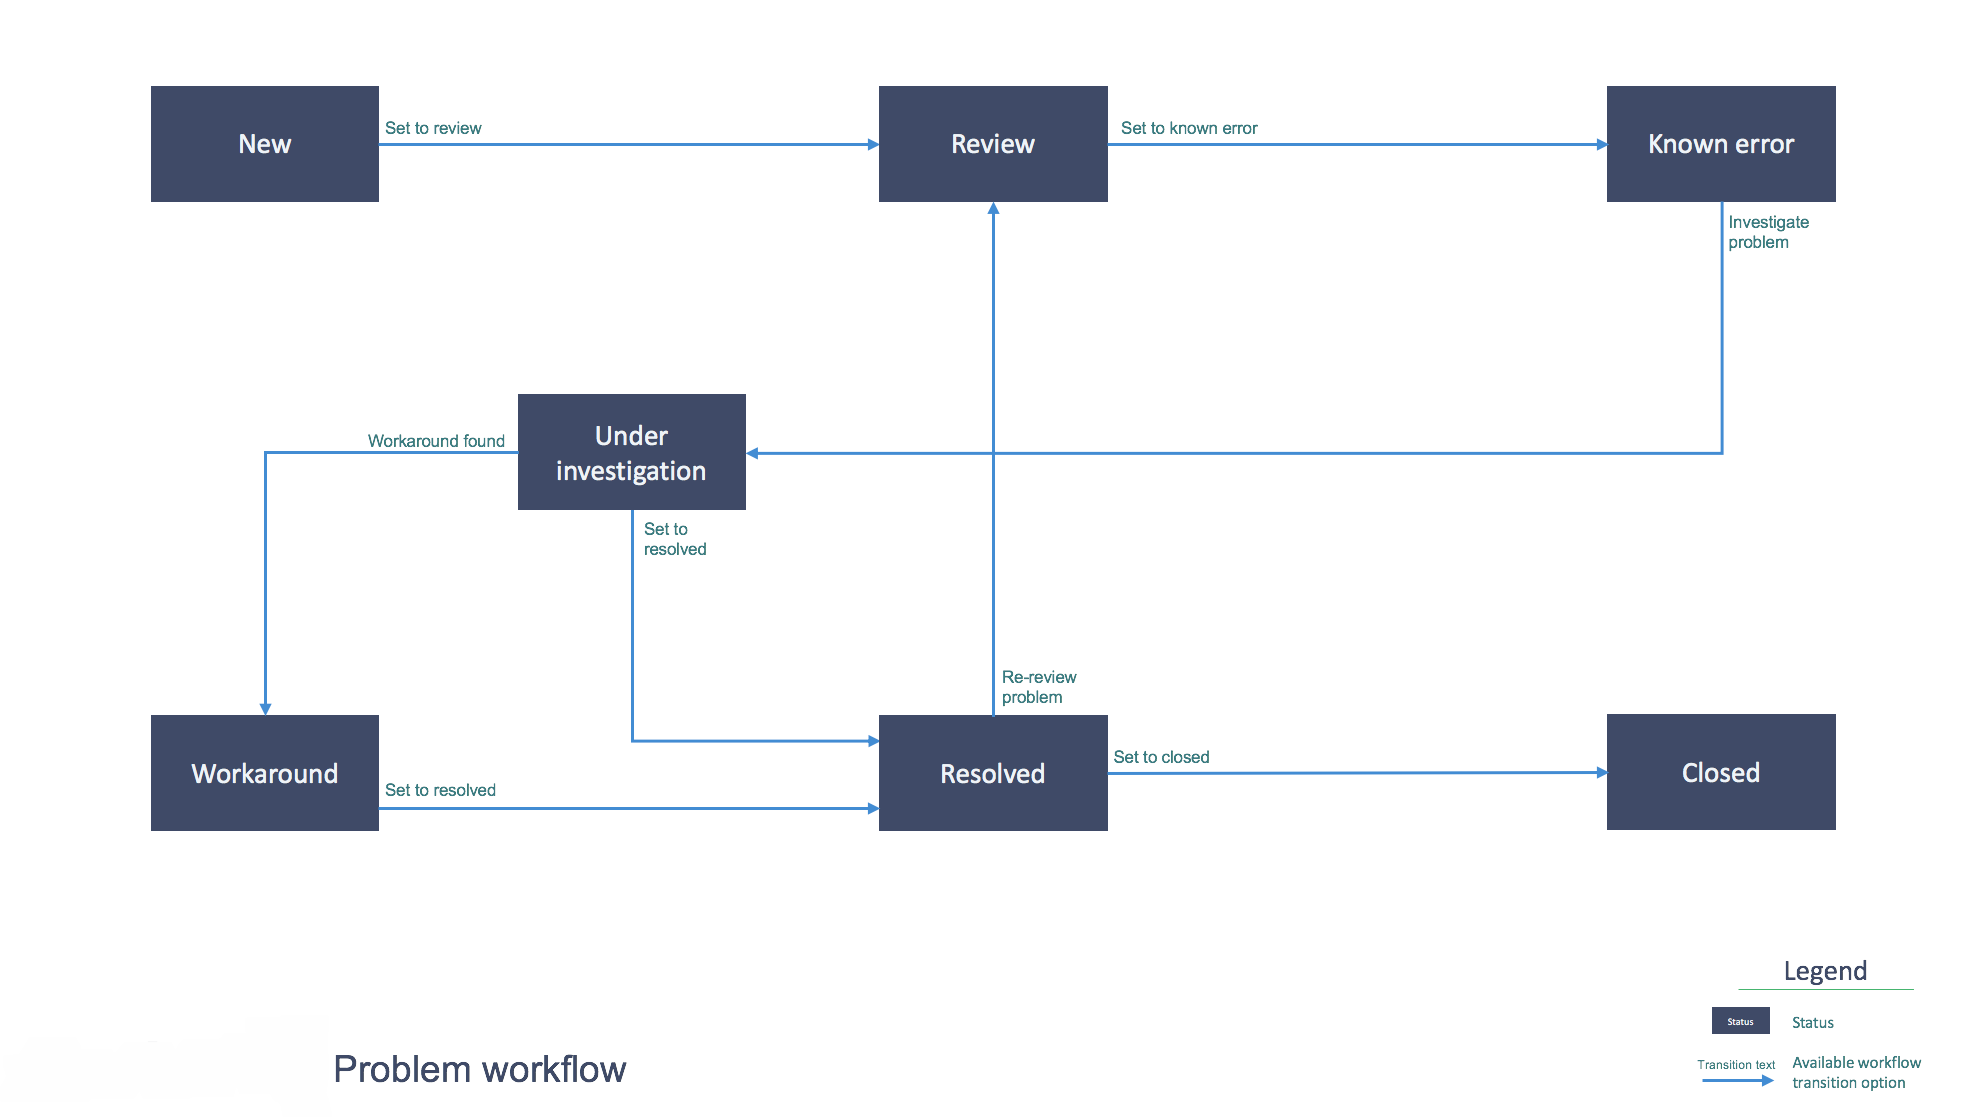 New
Set to review
Review
Set to known error
Known error
Investigate
problem
Under
investigation
Workaround found
Set to
resolved
Re-review
problem
Workaround
Set to resolved
Resolved
Set to closed
Closed
Legend
Status
Status
Transition text
Available workflow
transition option
Problem workflow